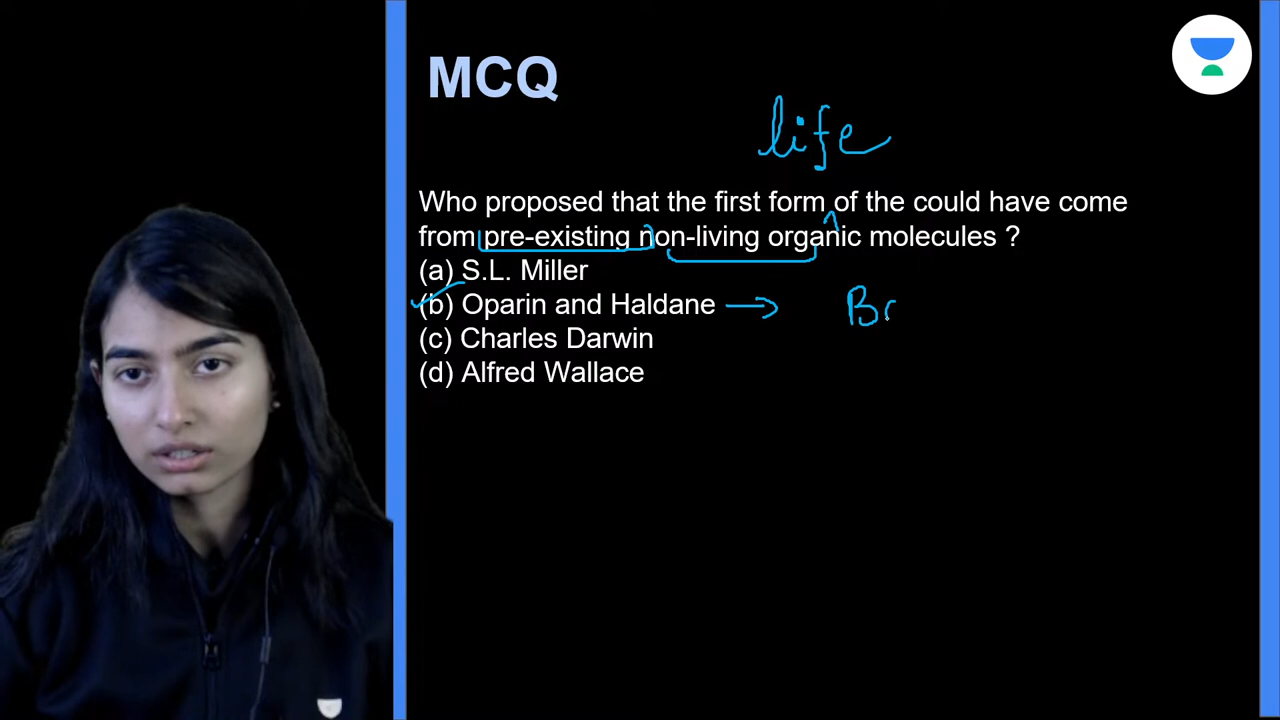 MCQ
life
Who proposed that the first form of the could have come
from pre-existing non-living organic molecules ?
(a) S.L. Miller
(b) Oparin and Haldane → Br
(c) Charles Darwin
(d) Alfred Wallace